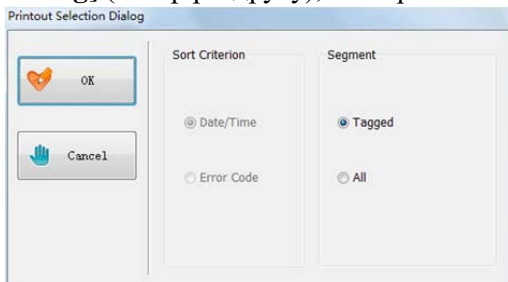 Printout Selection Dialog
OK
Cancel
Sort Criterion
Date/Time
Error Code
Segment
Tagged
All